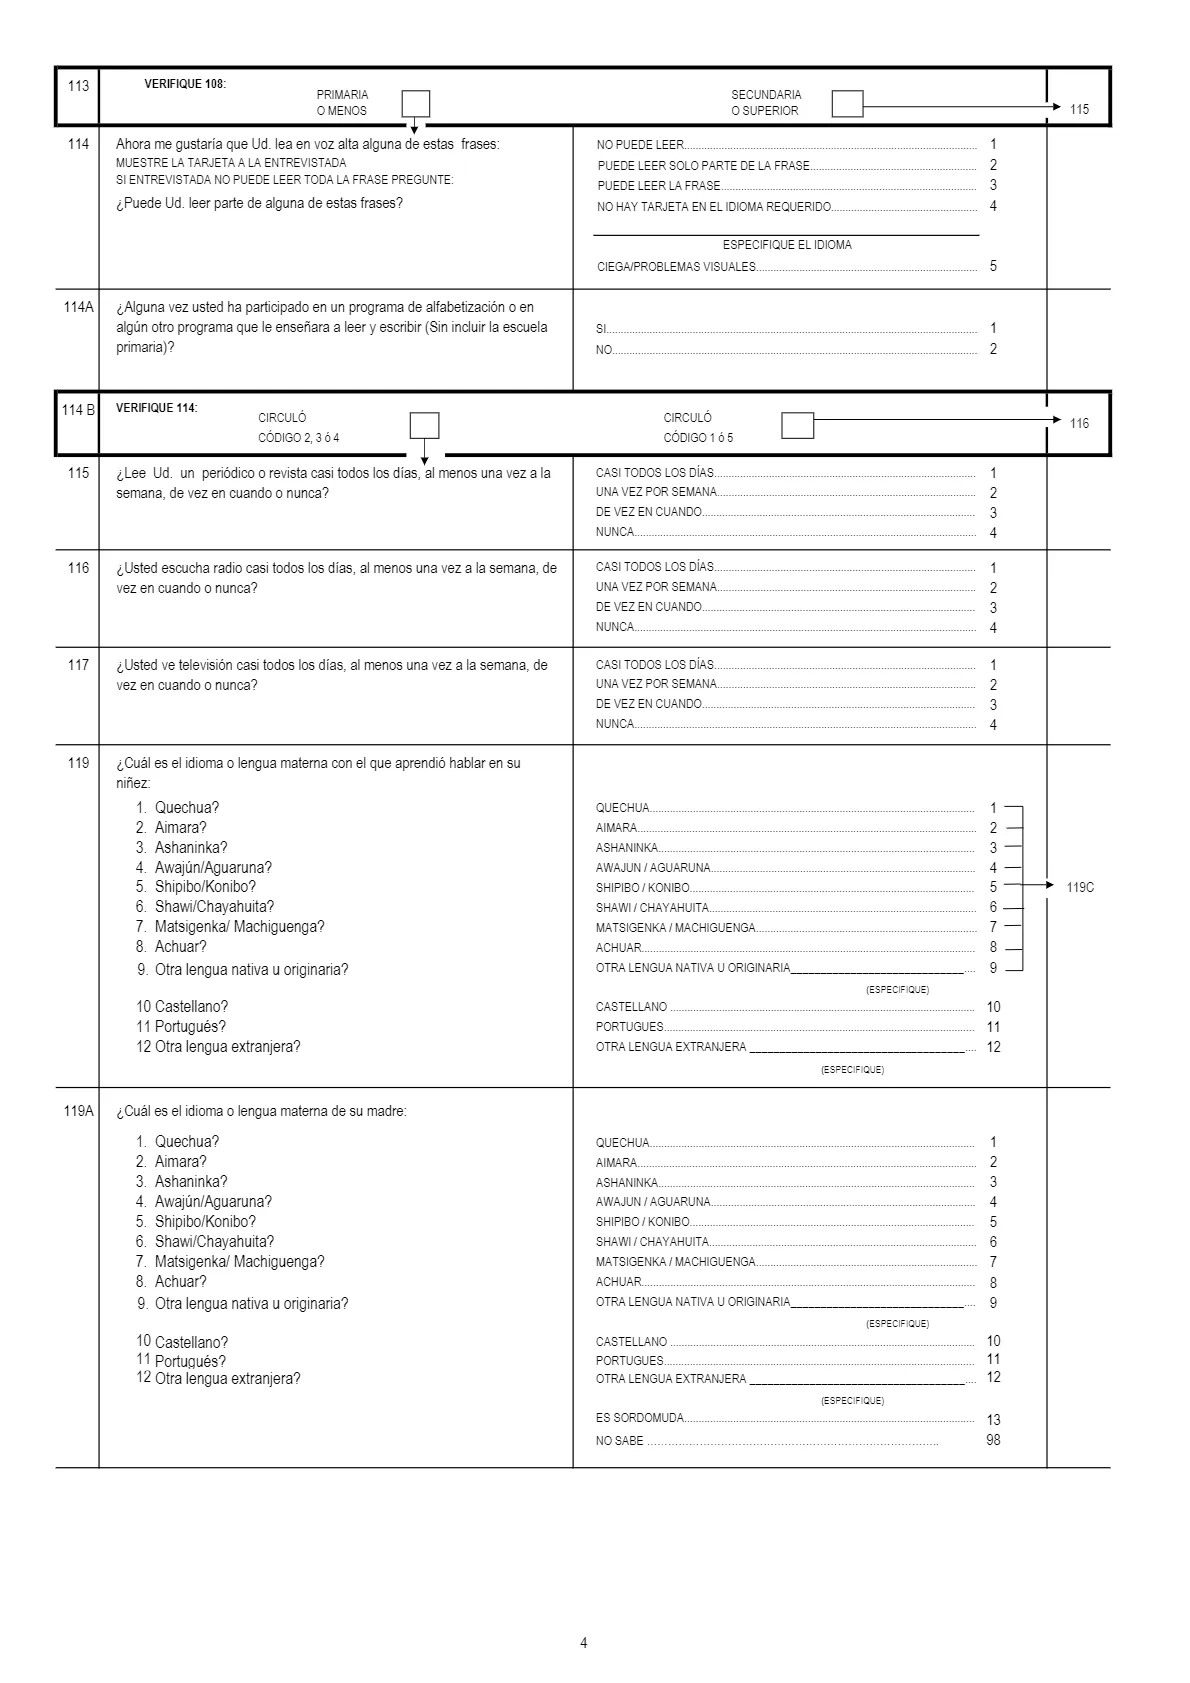 113 VERIFIQUE 108:
PRIMARIA O MENOS
SECUNDARIA O SUPERIOR
115
114 Ahora me gustaría que Ud. lea en voz alta alguna de estas frases:
MUESTRE LA TARJETA A LA ENTREVISTADA
SI ENTREVISTADA NO PUEDE LEER TODA LA FRASE PREGUNTE:
¿Puede Ud. leer parte de alguna de estas frases?
NO PUEDE LEER 1
PUEDE LEER SOLO PARTE DE LA FRASE 2
PUEDE LEER LA FRASE 3
NO HAY TARJETA EN EL IDIOMA REQUERIDO 4
ESPECIFIQUE EL IDIOMA
CIEGA/PROBLEMAS VISUALES 5
114A ¿Alguna vez usted ha participado en un programa de alfabetización o en
algún otro programa que le enseñara a leer y escribir (Sin incluir la escuela
primaria)?
SI 1
NO 2
114 B VERIFIQUE 114:
CIRCULÓ
CÓDIGO 2, 3 ó 4
CIRCULÓ
CÓDIGO 1 ó 5
116
115 ¿Lee Ud. un periódico o revista casi todos los días, al menos una vez a la
semana, de vez en cuando o nunca?
CASI TODOS LOS DÍAS 1
UNA VEZ POR SEMANA 2
DE VEZ EN CUANDO 3
NUNCA 4
116 ¿Usted escucha radio casi todos los días, al menos una vez a la semana, de
vez en cuando o nunca?
CASI TODOS LOS DÍAS 1
UNA VEZ POR SEMANA 2
DE VEZ EN CUANDO 3
NUNCA 4
117 ¿Usted ve televisión casi todos los días, al menos una vez a la semana, de
vez en cuando o nunca?
CASI TODOS LOS DÍAS 1
UNA VEZ POR SEMANA 2
DE VEZ EN CUANDO 3
NUNCA 4
119 ¿Cuál es el idioma o lengua materna con el que aprendió hablar en su
niñez:
1. Quechua?
2. Aimara?
3. Ashaninka?
4. Awajún/Aguaruna?
5. Shipibo/Konibo?
6. Shawi/Chayahuita?
7. Matsigenka/ Machiguenga?
8. Achuar?
9. Otra lengua nativa u originaria?
10 Castellano?
11 Portugués?
12 Otra lengua extranjera?
QUECHUA 1
AIMARA 2
ASHANINKA 3
AWAJUN / AGUARUNA 4
SHIPIBO / KONIBO 5
SHAWI / CHAYAHUITA 6
MATSIGENKA / MACHIGUENGA 7
ACHUAR 8
OTRA LENGUA NATIVA U ORIGINARIA 9
(ESPECIFIQUE)
CASTELLANO 10
PORTUGUES 11
OTRA LENGUA EXTRANJERA 12
(ESPECIFIQUE)
119C
119A ¿Cuál es el idioma o lengua materna de su madre:
1. Quechua?
2. Aimara?
3. Ashaninka?
4. Awajún/Aguaruna?
5. Shipibo/Konibo?
6. Shawi/Chayahuita?
7. Matsigenka/ Machiguenga?
8. Achuar?
9. Otra lengua nativa u originaria?
10 Castellano?
11 Portugués?
12 Otra lengua extranjera?
QUECHUA 1
AIMARA 2
ASHANINKA 3
AWAJUN / AGUARUNA 4
SHIPIBO / KONIBO 5
SHAWI / CHAYAHUITA 6
MATSIGENKA / MACHIGUENGA 7
ACHUAR 8
OTRA LENGUA NATIVA U ORIGINARIA 9
(ESPECIFIQUE)
CASTELLANO 10
PORTUGUES 11
OTRA LENGUA EXTRANJERA 12
(ESPECIFIQUE)
ES SORDOMUDA 13
NO SABE 98
4